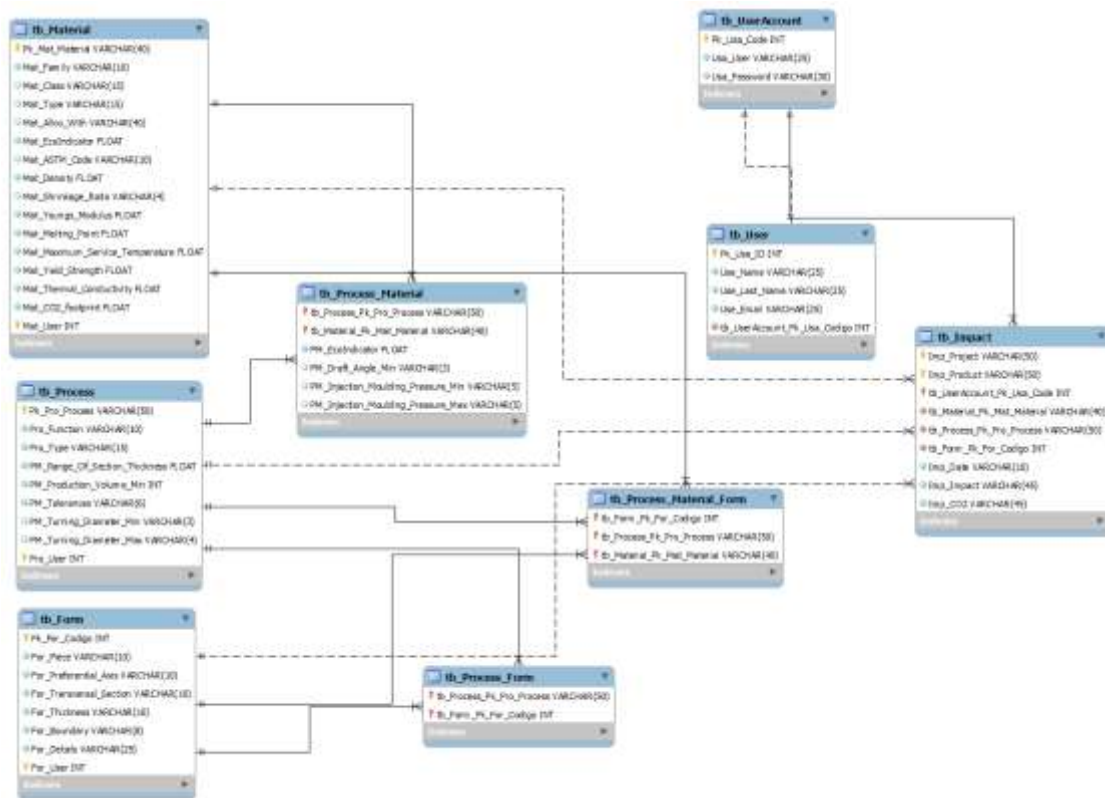 tb_Material
Pk_Mat_Material VARCHAR(40)
Mat_Family VARCHAR(10)
Mat_Class VARCHAR(15)
Mat_Type VARCHAR(15)
Mat_Alloy_With VARCHAR(40)
Mat_EcoIndicator FLOAT
Mat_ASTM_Code VARCHAR(10)
Mat_Density FLOAT
Mat_Shrinkage_Ratio VARCHAR(4)
Mat_Youngs_Modulus FLOAT
Mat_Melting_Point FLOAT
Mat_Maximum_Service_Temperature FLOAT
Mat_Yield_Strength FLOAT
Mat_Thermal_Conductivity FLOAT
Mat_CO2_Footprint FLOAT
Mat_User INT
Indexes
tb_UserAccount
Pk_Usa_Code INT
Usa_User VARCHAR(25)
Usa_Password VARCHAR(30)
Indexes
tb_User
Pk_Use_ID INT
Use_Name VARCHAR(25)
Use_Last_Name VARCHAR(25)
Use_Email VARCHAR(25)
tb_UserAccount_Pk_Usa_Codigo INT
Indexes
tb_Process_Material
tb_Process_Pk_Pro_Process VARCHAR(50)
tb_Material_Pk_Mat_Material VARCHAR(40)
PM_EcoIndicator FLOAT
PM_Draft_Angle_Min VARCHAR(3)
PM_Injection_Moulding_Pressure_Min VARCHAR(5)
PM_Injection_Moulding_Pressure_Max VARCHAR(5)
Indexes
tb_Impact
Imp_Project VARCHAR(50)
Imp_Product VARCHAR(50)
tb_UserAccount_Pk_Usa_Code INT
tb_Material_Pk_Mat_Material VARCHAR(40)
tb_Process_Pk_Pro_Process VARCHAR(50)
tb_Form_Pk_For_Codigo INT
Imp_Date VARCHAR(10)
Imp_Impact VARCHAR(45)
Imp_CO2 VARCHAR(45)
Indexes
tb_Process
Pk_Pro_Process VARCHAR(50)
Pro_Function VARCHAR(10)
Pro_Type VARCHAR(15)
PM_Range_Of_Section_Thickness FLOAT
PM_Production_Volume_Min INT
PM_Tolerances VARCHAR(6)
PM_Turning_Diameter_Min VARCHAR(3)
PM_Turning_Diameter_Max VARCHAR(4)
Pro_User INT
Indexes
tb_Process_Material_Form
tb_Form_Pk_For_Codigo INT
tb_Process_Pk_Pro_Process VARCHAR(50)
tb_Material_Pk_Mat_Material VARCHAR(40)
Indexes
tb_Form
Pk_For_Codigo INT
For_Piece VARCHAR(10)
For_Preferential_Axes VARCHAR(20)
For_Transversal_Section VARCHAR(10)
For_Thickness VARCHAR(10)
For_Boundary VARCHAR(8)
For_Details VARCHAR(25)
For_User INT
Indexes
tb_Process_Form
tb_Process_Pk_Pro_Process VARCHAR(50)
tb_Form_Pk_For_Codigo INT
Indexes